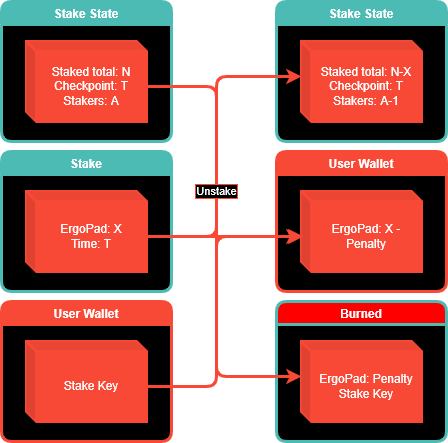 Stake State
Staked total: N
Checkpoint: T
Stakers: A
Stake State
Staked total: N-X
Checkpoint: T
Stakers: A-1
Unstake
Stake
ErgoPad: X
Time: T
User Wallet
ErgoPad: X -
Penalty
User Wallet
Stake Key
Burned
ErgoPad: Penalty
Stake Key